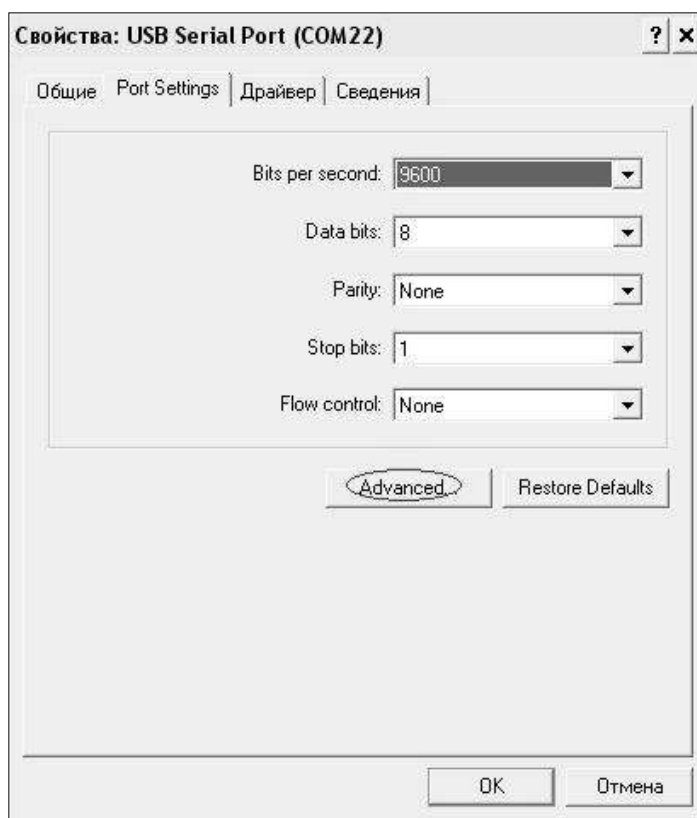 Свойства: USB Serial Port (COM22)
? ×
Общие Port Settings Драйвер Сведения
Bits per second: 9600
Data bits: 8
Parity: None
Stop bits: 1
Flow control: None
Advanced. Restore Defaults
OK Отмена